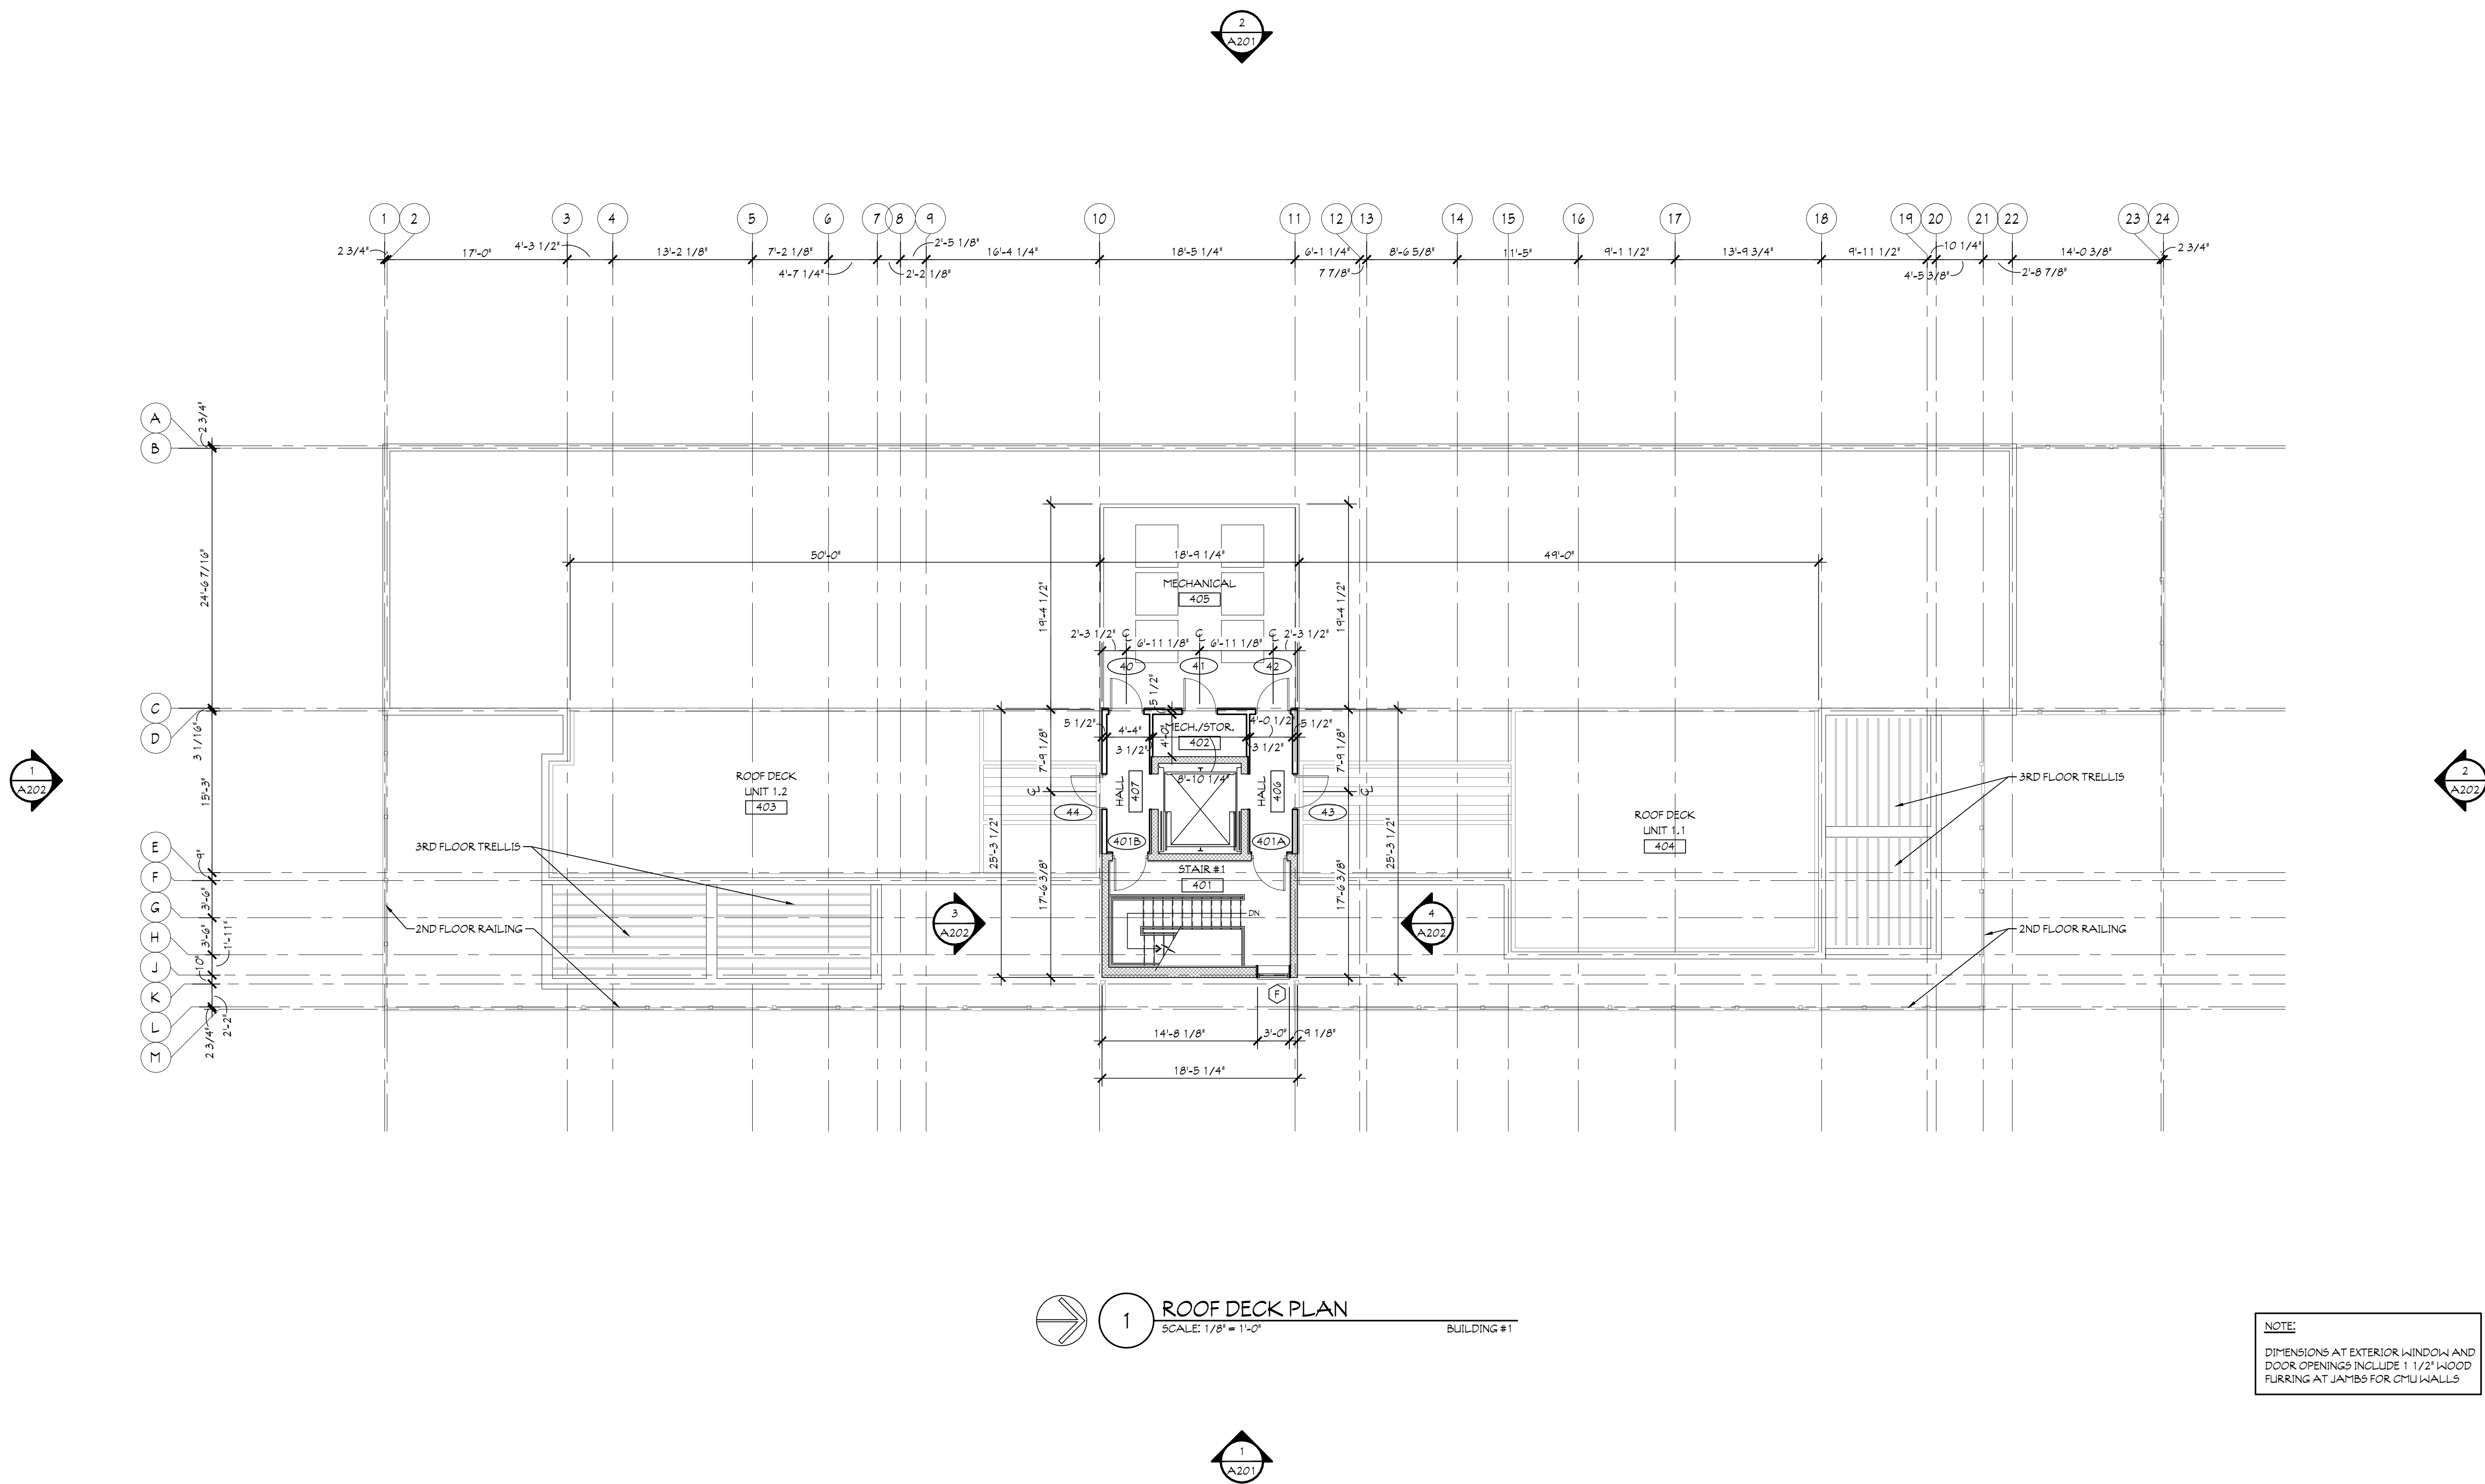 2
A201
1
2
3
4
5
6
7
8
9
10
11
12
13
14
15
16
17
18
19
20
21
22
23
24
2 3/4"
17'-0"
4'-3 1/2"
13'-2 1/8"
7'-2 1/8"
4'-7 1/4"
2'-2 1/8"
2'-5 1/8"
16'-4 1/4"
18'-5 1/4"
6'-1 1/4"
7 7/8"
8'-6 5/8"
11'-5"
9'-1 1/2"
13'-9 3/4"
9'-11 1/2"
10 1/4"
4'-5 3/8"
2'-8 7/8"
14'-0 3/8"
2 3/4"
A
B
C
D
E
F
G
H
J
K
L
M
2 3/4"
24'-6 7/16"
3 1/16"
15'-3"
9"
3'-6"
3'-6"
1'-11"
10"
2'-2"
2 3/4"
50'-0"
18'-9 1/4"
49'-0"
MECHANICAL
405
19'-4 1/2"
19'-4 1/2"
2'-3 1/2"
6'-11 1/8"
6'-11 1/8"
2'-3 1/2"
40
41
42
5 1/2"
5 1/2"
4'-4"
3 1/2"
4'-0"
MECH./STOR.
402
4'-0 1/2"
3 1/2"
5 1/2"
7'-9 1/8"
7'-9 1/8"
8'-10 1/4"
HALL
407
HALL
406
44
43
401B
401A
25'-3 1/2"
25'-3 1/2"
17'-6 3/8"
17'-6 3/8"
STAIR #1
401
DN
ROOF DECK
UNIT 1.2
403
ROOF DECK
UNIT 1.1
404
3RD FLOOR TRELLIS
2ND FLOOR RAILING
3RD FLOOR TRELLIS
2ND FLOOR RAILING
1
A202
2
A202
3
A202
4
A202
F
14'-8 1/8"
3'-0"
9 1/8"
18'-5 1/4"
1
ROOF DECK PLAN
SCALE: 1/8" = 1'-0"
BUILDING #1
NOTE:
DIMENSIONS AT EXTERIOR WINDOW AND
DOOR OPENINGS INCLUDE 1 1/2" WOOD
FURRING AT JAMBS FOR CMU WALLS
1
A201